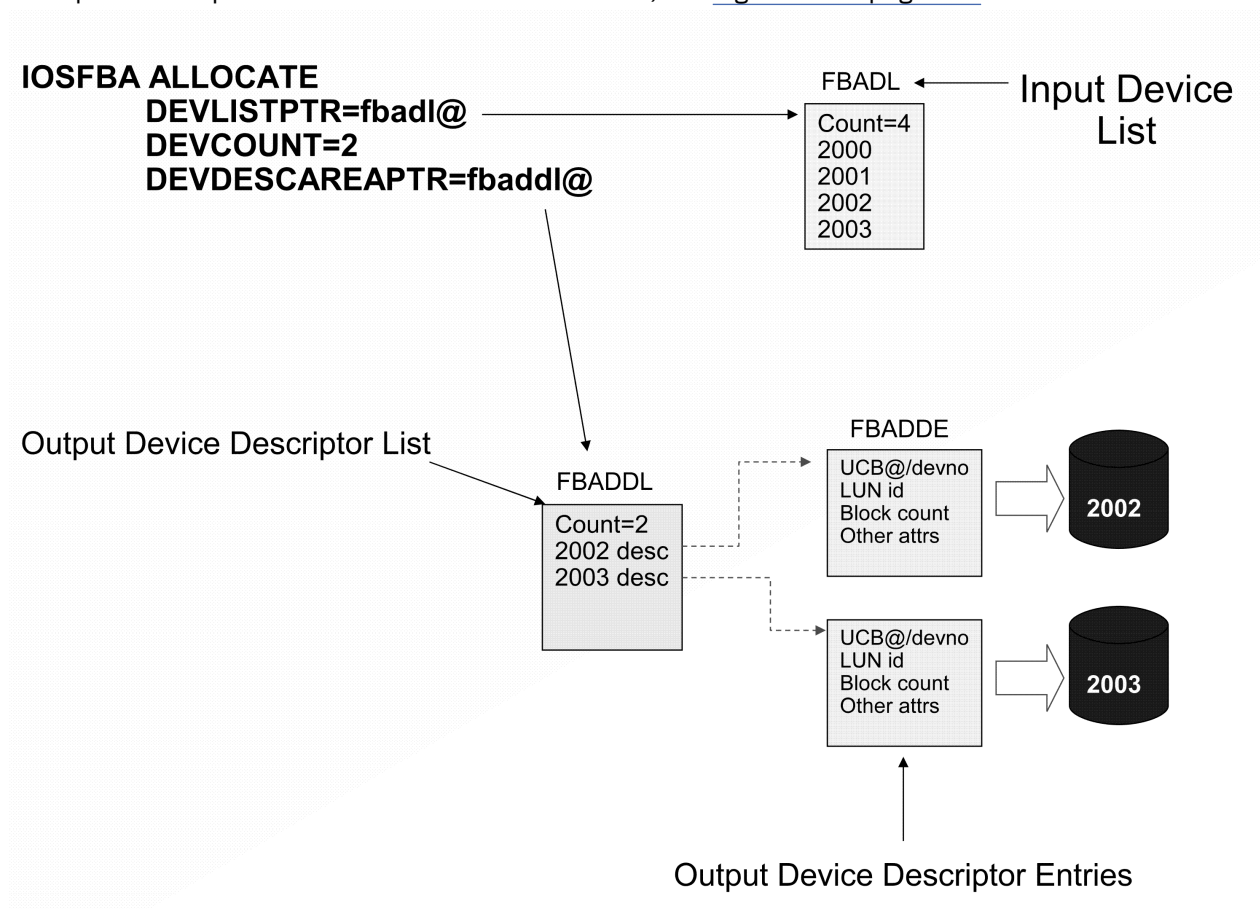 IOSFBA ALLOCATE
DEVLISTPTR=fbadl@
DEVCOUNT=2
DEVDESCAREAPTR=fbaddl@
FBADL
Input Device
List
Count=4
2000
2001
2002
2003
Output Device Descriptor List
FBADDL
Count=2
2002 desc
2003 desc
FBADDE
UCB@/devno
LUN id
Block count
Other attrs
2002
UCB@/devno
LUN id
Block count
Other attrs
2003
Output Device Descriptor Entries